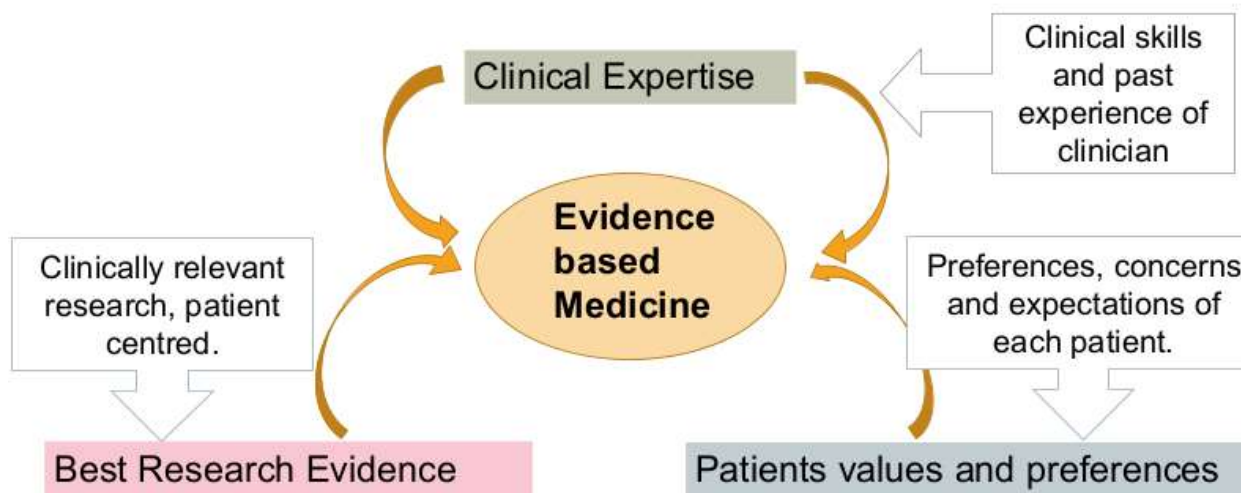 Clinical Expertise
Clinical skills
and past
experience of
clinician
Evidence
based
Medicine
Clinically relevant
research, patient
centred.
Preferences, concerns
and expectations of
each patient.
Best Research Evidence
Patients values and preferences